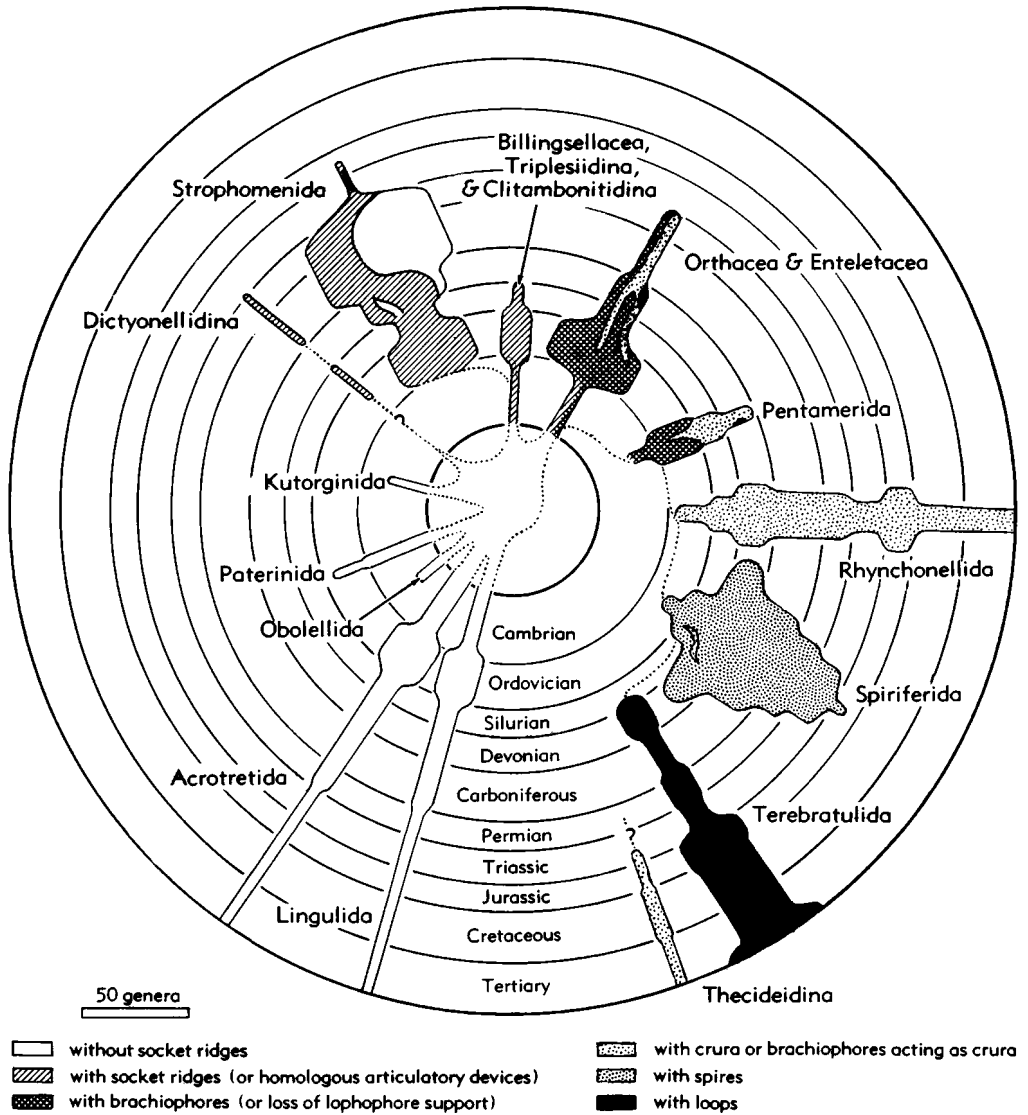 Billingsellacea,
Triplesiidina,
& Clitambonitidina
Strophomenida
Orthacea & Enteletacea
Dictyonellidina
?
Pentamerida
Kutorginida
Rhynchonellida
Paterinida
Obolellida
Cambrian
Ordovician
Spiriferida
Silurian
Devonian
Acrotretida
Carboniferous
Terebratulida
Permian
?
Triassic
Jurassic
Lingulida
Cretaceous
Tertiary
Thecideidina
50 genera
without socket ridges
with socket ridges (or homologous articulatory devices)
with brachiophores (or loss of lophophore support)
with crura or brachiophores acting as crura
with spires
with loops